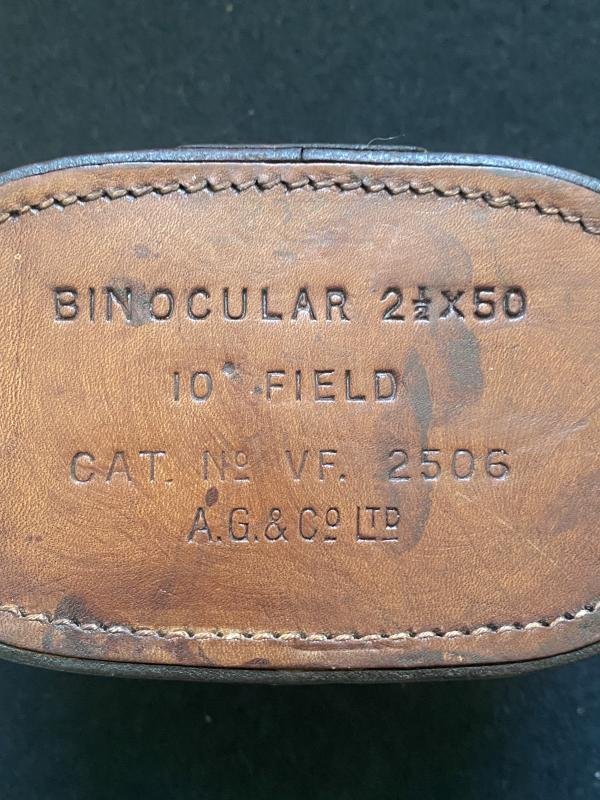 BINOCULAR 2½X50
10° FIELD
CAT. Nº VF. 2506
A.G.& Cº LTD